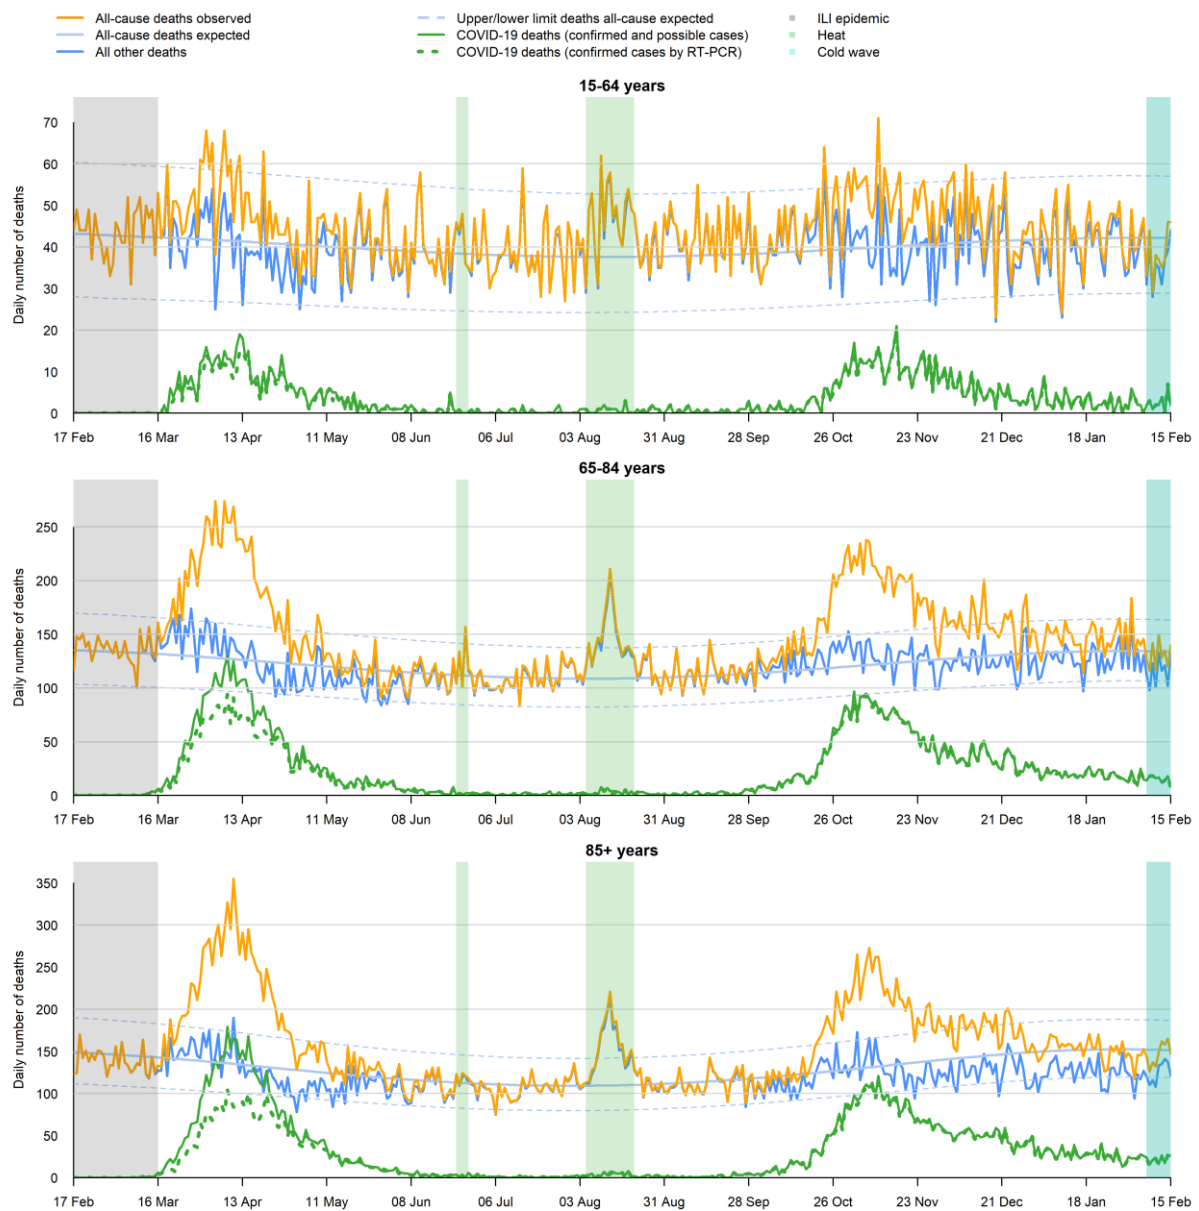 All-cause deaths observed Upper/lower limit deaths all-cause expected ILI epidemic
All-cause deaths expected COVID-19 deaths (confirmed and possible cases) Heat
All other deaths COVID-19 deaths (confirmed cases by RT-PCR) Cold wave
15-64 years
Daily number of deaths
70
60
50
40
30
20
10
0
17 Feb 16 Mar 13 Apr 11 May 08 Jun 06 Jul 03 Aug 31 Aug 28 Sep 26 Oct 23 Nov 21 Dec 18 Jan 15 Feb
65-84 years
Daily number of deaths
250
200
150
100
50
0
17 Feb 16 Mar 13 Apr 11 May 08 Jun 06 Jul 03 Aug 31 Aug 28 Sep 26 Oct 23 Nov 21 Dec 18 Jan 15 Feb
85+ years
Daily number of deaths
350
300
250
200
150
100
50
0
17 Feb 16 Mar 13 Apr 11 May 08 Jun 06 Jul 03 Aug 31 Aug 28 Sep 26 Oct 23 Nov 21 Dec 18 Jan 15 Feb